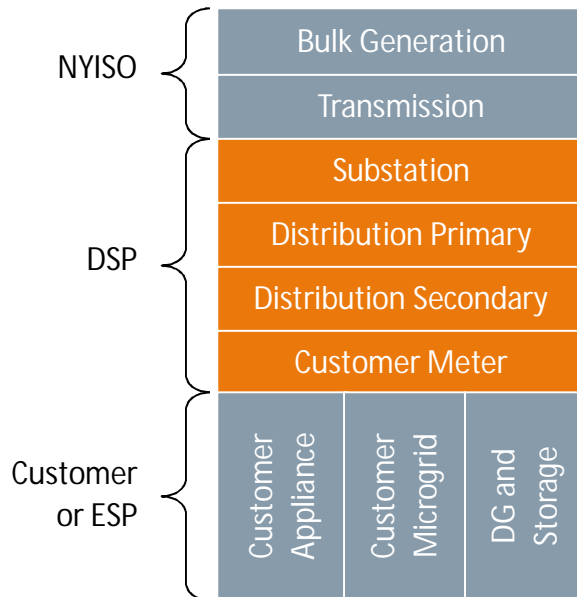 NYISO
Bulk Generation
Transmission
DSP
Substation
Distribution Primary
Distribution Secondary
Customer Meter
Customer
or ESP
Customer
Appliance
Customer
Microgrid
DG and
Storage